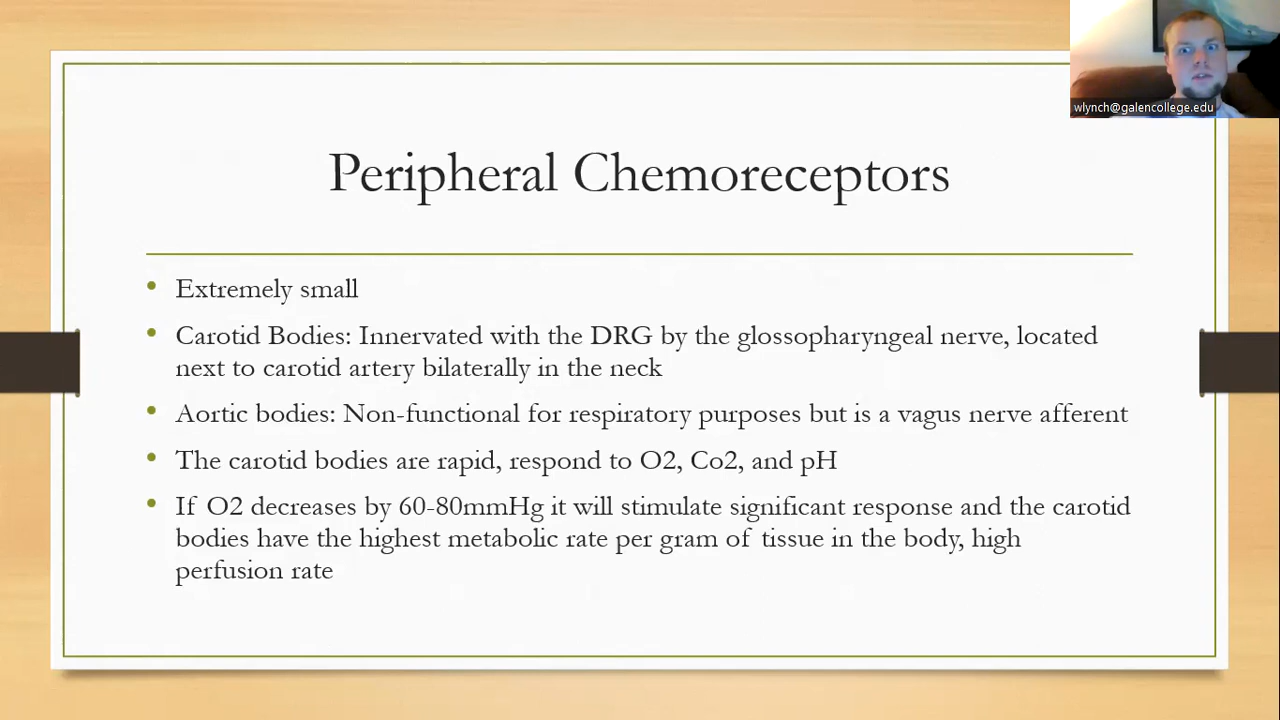 wlynch@galencollege.edu
Peripheral Chemoreceptors
• Extremely small
• Carotid Bodies: Innervated with the DRG by the glossopharyngeal nerve, located
next to carotid artery bilaterally in the neck
• Aortic bodies: Non-functional for respiratory purposes but is a vagus nerve afferent
• The carotid bodies are rapid, respond to O2, Co2, and pH
• If O2 decreases by 60-80mmHg it will stimulate significant response and the carotid
bodies have the highest metabolic rate per gram of tissue in the body, high
perfusion rate